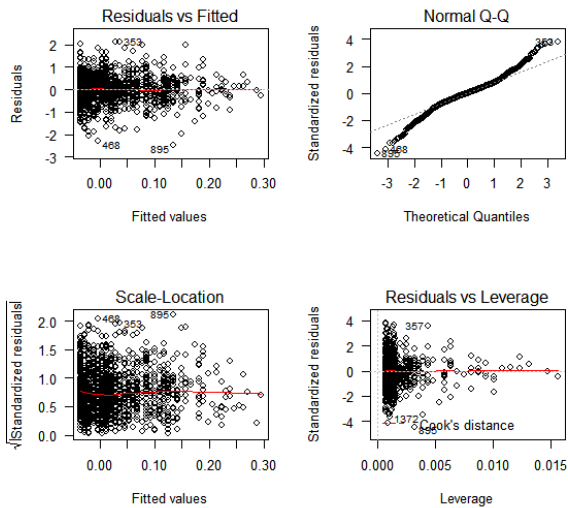 Residuals vs Fitted
Residuals
2
1
0
-1
-2
-3
353
468
895
0.00 0.10 0.20 0.30
Fitted values
Normal Q-Q
Standardized residuals
4
2
0
-2
-4
353
468
895
-3 -2 -1 0 1 2 3
Theoretical Quantiles
Scale-Location
√|Standardized residuals|
2.0
1.5
1.0
0.5
0.0
468
353
895
0.00 0.10 0.20 0.30
Fitted values
Residuals vs Leverage
Standardized residuals
4
2
0
-2
-4
357
1372
895
Cook's distance
0.000 0.005 0.010 0.015
Leverage